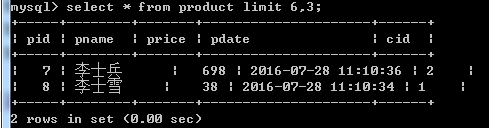 mysql> select * from product limit 6,3;
+-----+--------+-------+---------------------+------+
| pid | pname | price | pdate | cid |
+-----+--------+-------+---------------------+------+
| 7 | 李士兵 | 698 | 2016-07-28 11:10:36 | 2 |
| 8 | 李士雪 | 38 | 2016-07-28 11:10:34 | 1 |
+-----+--------+-------+---------------------+------+
2 rows in set (0.00 sec)